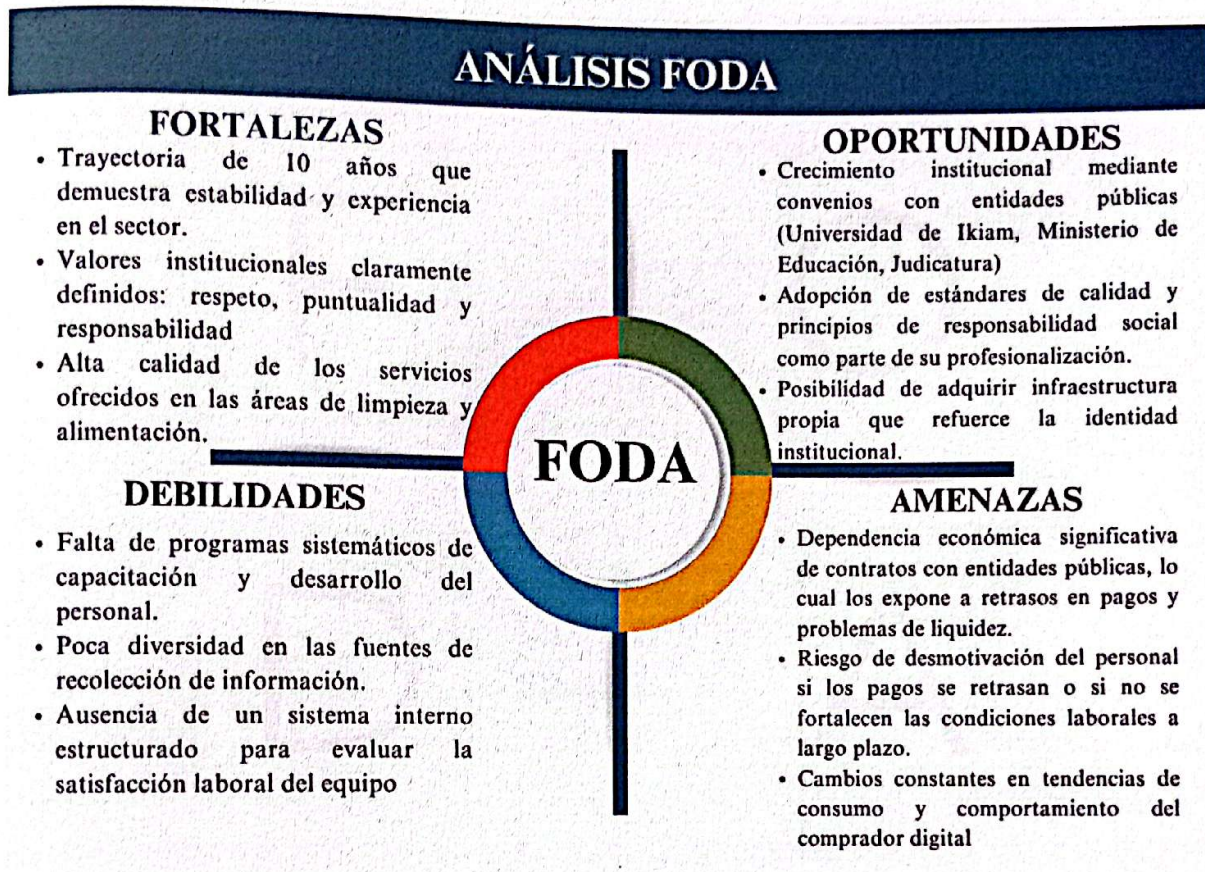 ANÁLISIS FODA
FORTALEZAS
• Trayectoria de 10 años que
demuestra estabilidad y experiencia
en el sector.
• Valores institucionales claramente
definidos: respeto, puntualidad y
responsabilidad
• Alta calidad de los servicios
ofrecidos en las áreas de limpieza y
alimentación.
OPORTUNIDADES
• Crecimiento institucional mediante
convenios con entidades públicas
(Universidad de Ikiam, Ministerio de
Educación, Judicatura)
• Adopción de estándares de calidad y
principios de responsabilidad social
como parte de su profesionalización.
• Posibilidad de adquirir infraestructura
propia que refuerce la identidad
institucional.
FODA
DEBILIDADES
• Falta de programas sistemáticos de
capacitación y desarrollo del
personal.
• Poca diversidad en las fuentes de
recolección de información.
• Ausencia de un sistema interno
estructurado para evaluar la
satisfacción laboral del equipo
AMENAZAS
• Dependencia económica significativa
de contratos con entidades públicas, lo
cual los expone a retrasos en pagos y
problemas de liquidez.
• Riesgo de desmotivación del personal
si los pagos se retrasan o si no se
fortalecen las condiciones laborales a
largo plazo.
• Cambios constantes en tendencias de
consumo y comportamiento del
comprador digital